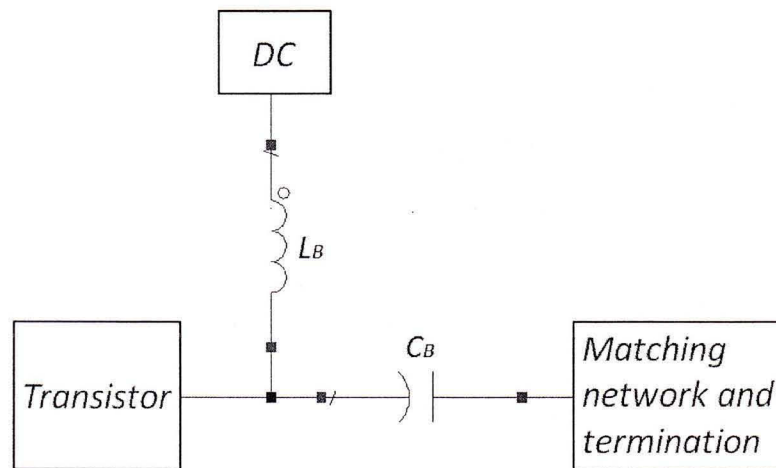 DC
LB
CB
Transistor
Matching
network and
termination